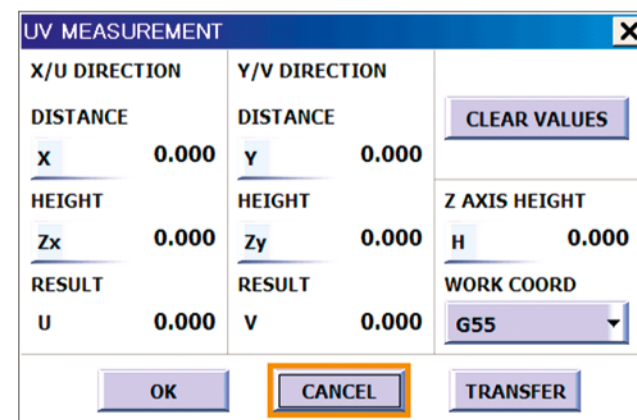 UV MEASUREMENT
X/U DIRECTION Y/V DIRECTION
DISTANCE DISTANCE CLEAR VALUES
X 0.000 Y 0.000
HEIGHT HEIGHT Z AXIS HEIGHT
Zx 0.000 Zy 0.000 H 0.000
RESULT RESULT WORK COORD
U 0.000 V 0.000 G55
OK CANCEL TRANSFER